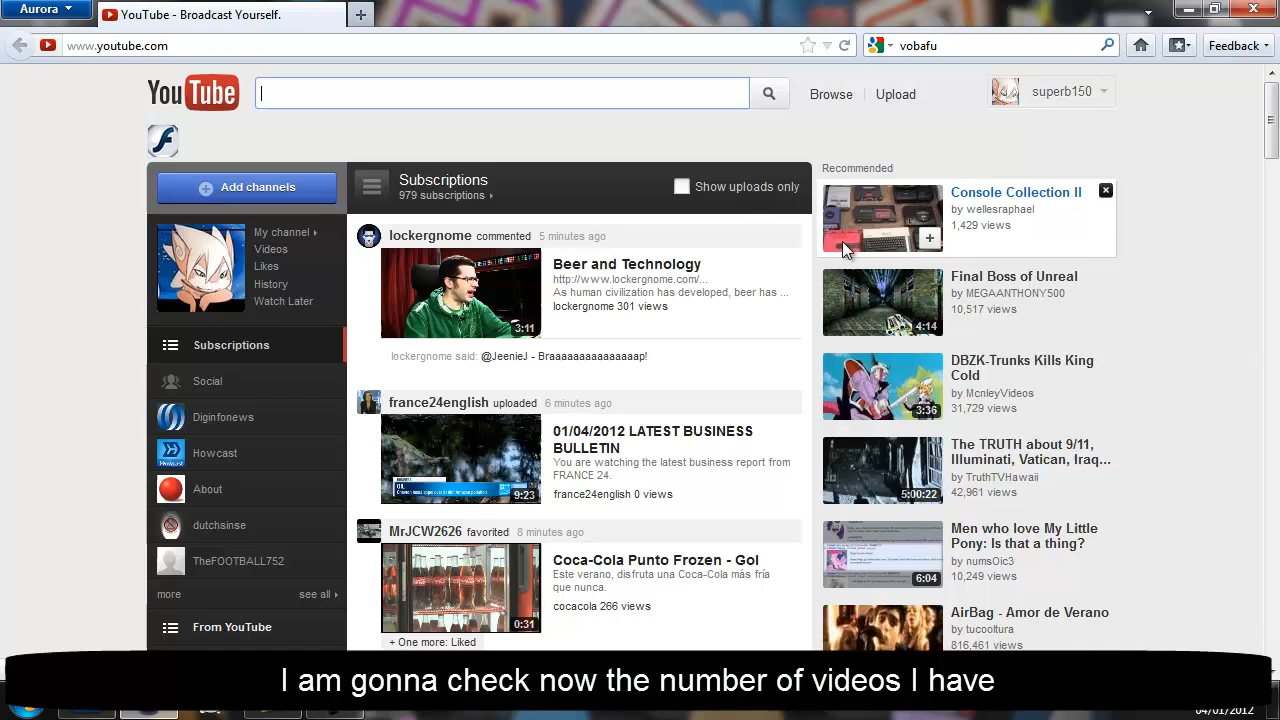 Aurora
YouTube - Broadcast Yourself.
www.youtube.com
vobafu
Feedback
YouTube
Browse
Upload
superb150
Add channels
Subscriptions
979 subscriptions
Show uploads only
My channel
Videos
Likes
History
Watch Later
Subscriptions
Social
Diginfonews
Howcast
Howcast
About
dutchsinse
TheFOOTBALL752
more
see all
From YouTube
lockergnome commented 5 minutes ago
Beer and Technology
http://www.lockergnome.com/...
As human civilization has developed, beer has ...
lockergnome 301 views
3:11
lockergnome said: @JeenieJ - Braaaaaaaaaaaaaap!
france24english uploaded 6 minutes ago
01/04/2012 LATEST BUSINESS
BULLETIN
You are watching the latest business report from
FRANCE 24.
france24english 0 views
9:23
MrJCW2626 favorited 8 minutes ago
Coca-Cola Punto Frozen - Gol
Este verano, disfruta una Coca-Cola más fría
que nunca.
cocacola 266 views
0:31
+ One more: Liked
Recommended
Console Collection II
by wellesraphael
1,429 views
Final Boss of Unreal
by MEGAANTHONY500
10,517 views
4:14
DBZK-Trunks Kills King
Cold
by McnleyVideos
31,729 views
3:36
The TRUTH about 9/11,
Illuminati, Vatican, Iraq...
by TruthTVHawaii
42,961 views
5:00:22
Men who love My Little
Pony: Is that a thing?
by numsOic3
10,249 views
6:04
AirBag - Amor de Verano
by tucooltura
816,461 views
I am gonna check now the number of videos I have
04/01/2012